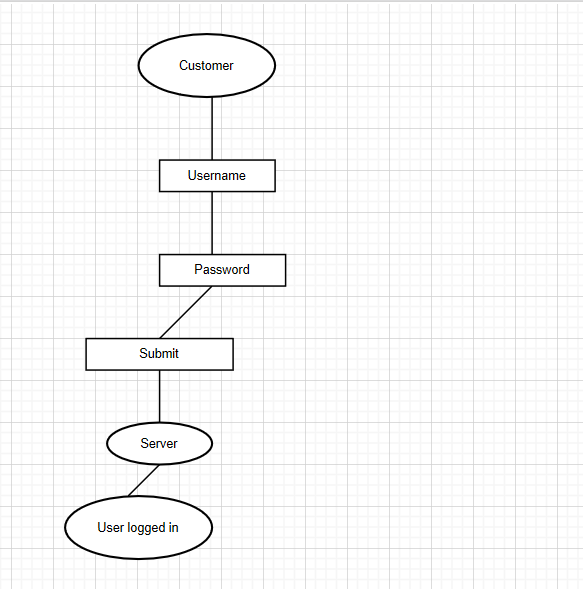 Customer
Username
Password
Submit
Server
User logged in